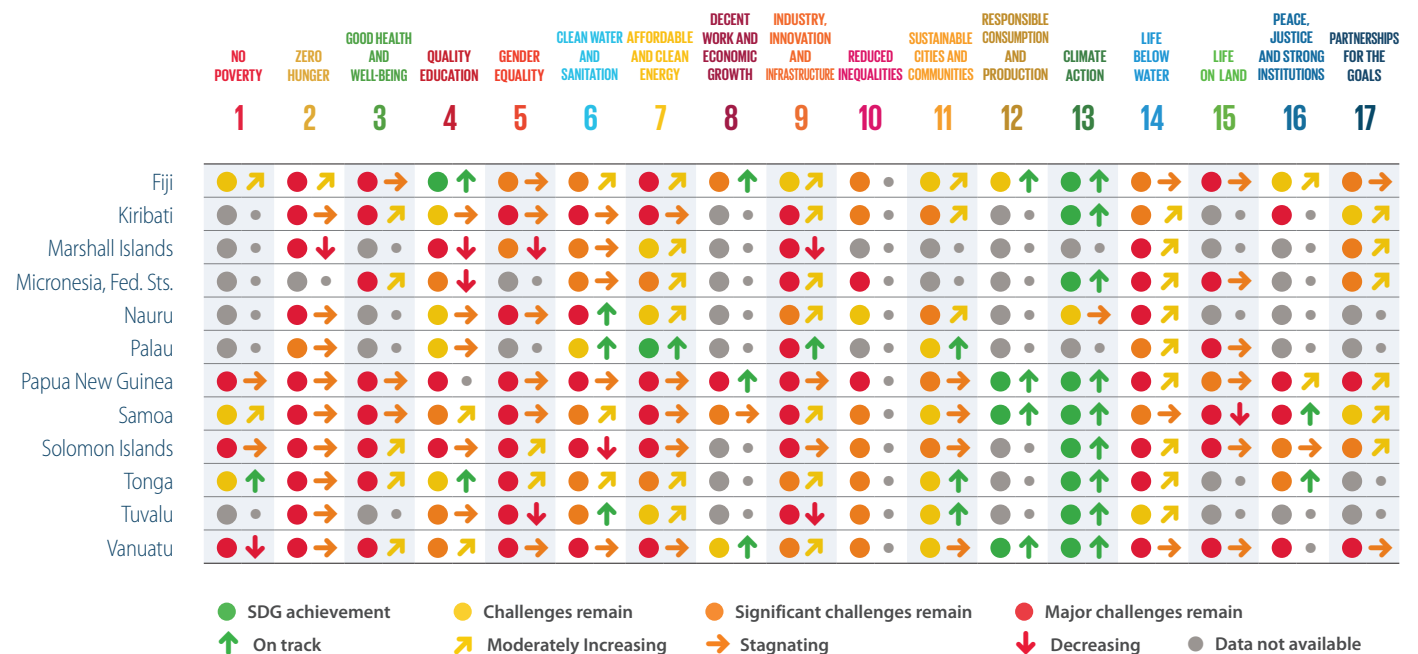 NO
POVERTY
ZERO
HUNGER
GOOD HEALTH
AND
WELL-BEING
QUALITY
EDUCATION
GENDER
EQUALITY
CLEAN WATER
AND
SANITATION
AFFORDABLE
AND CLEAN
ENERGY
DECENT
WORK AND
ECONOMIC
GROWTH
INDUSTRY,
INNOVATION
AND
INFRASTRUCTURE
REDUCED
INEQUALITIES
SUSTAINABLE
CITIES AND
COMMUNITIES
RESPONSIBLE
CONSUMPTION
AND
PRODUCTION
CLIMATE
ACTION
LIFE
BELOW
WATER
LIFE
ON LAND
PEACE,
JUSTICE
AND STRONG
INSTITUTIONS
PARTNERSHIPS
FOR THE
GOALS
1 2 3 4 5 6 7 8 9 10 11 12 13 14 15 16 17
Fiji
Kiribati
Marshall Islands
Micronesia, Fed. Sts.
Nauru
Palau
Papua New Guinea
Samoa
Solomon Islands
Tonga
Tuvalu
Vanuatu
SDG achievement Challenges remain Significant challenges remain Major challenges remain
On track Moderately Increasing Stagnating Decreasing Data not available